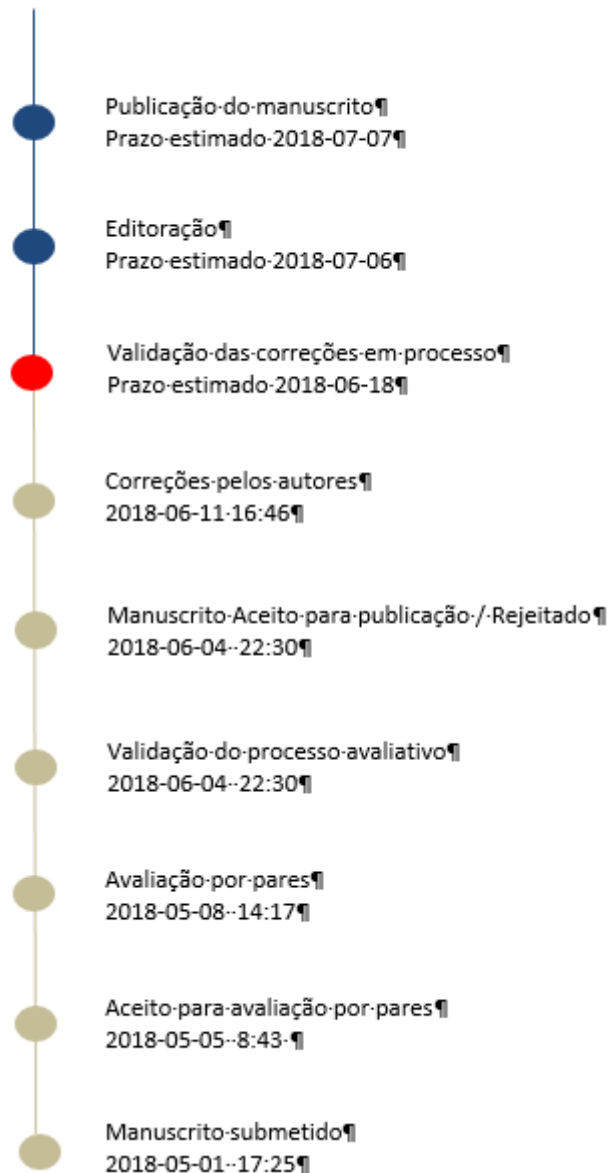 Publicação·do·manuscrito¶
Prazo·estimado·2018-07-07¶
Editoração¶
Prazo·estimado·2018-07-06¶
Validação·das·correções·em·processo¶
Prazo·estimado·2018-06-18¶
Correções·pelos·autores¶
2018-06-11·16:46¶
Manuscrito·Aceito·para·publicação·/·Rejeitado¶
2018-06-04··22:30¶
Validação·do·processo·avaliativo¶
2018-06-04··22:30¶
Avaliação·por·pares¶
2018-05-08··14:17¶
Aceito·para·avaliação·por·pares¶
2018-05-05··8:43·¶
Manuscrito·submetido¶
2018-05-01··17:25¶